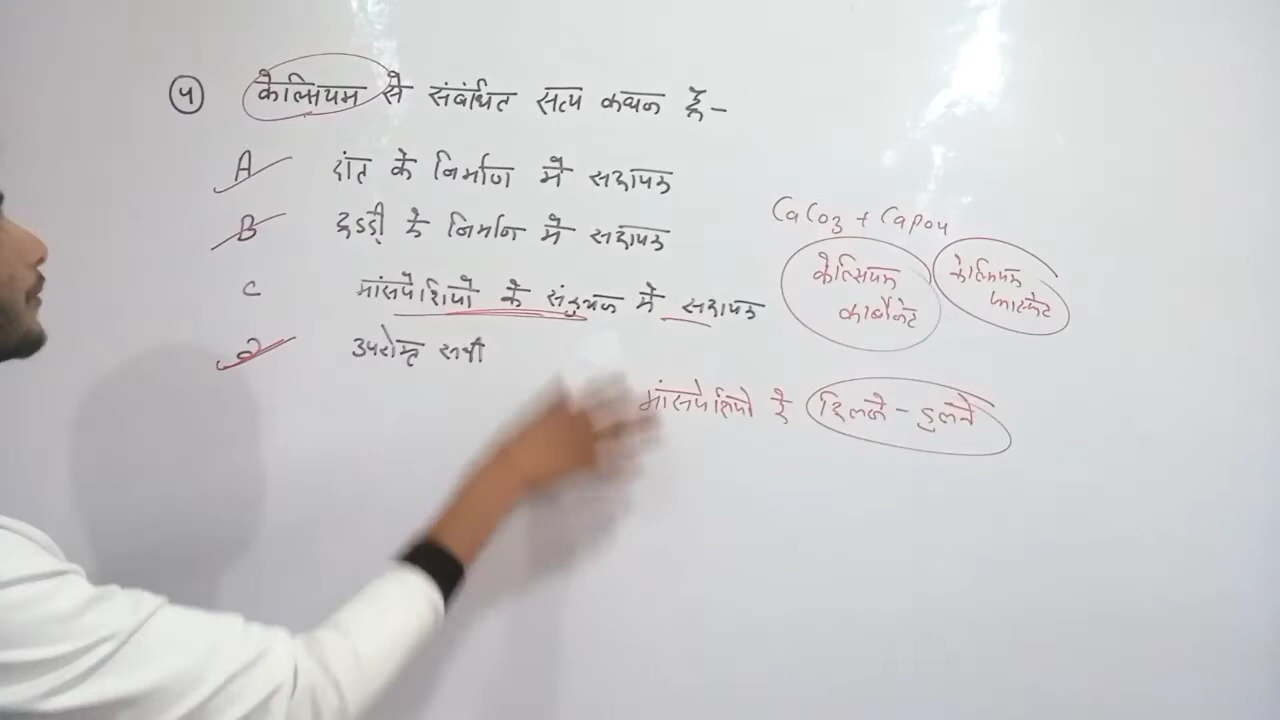 ५ कैल्सियम से संबंधित सत्य कथन है-
A दांत के निर्माण में सहायक
B हड्डी के निर्माण में सहायक
C मांसपेशियों के संकुचन में सहायक
D उपरोक्त सभी
CaCo3 + CaPo4
कैल्सियम कैल्सियम
कार्बोनेट फास्फेट
मांसपेशियो के हिलने - डुलने